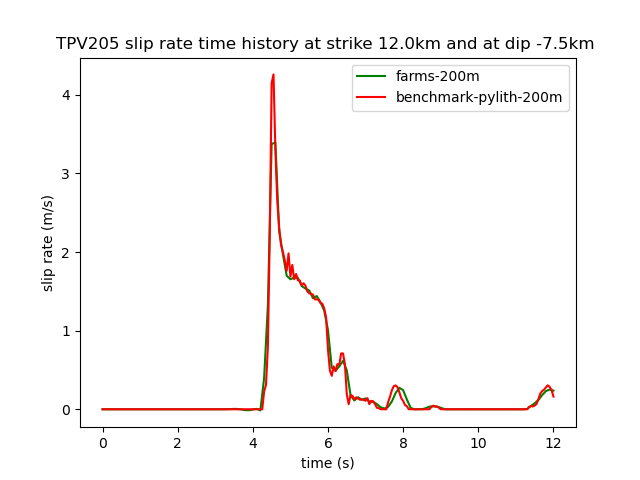 TPV205 slip rate time history at strike 12.0km and at dip -7.5km
farms-200m
benchmark-pylith-200m
slip rate (m/s)
4
3
2
1
0
0 2 4 6 8 10 12
time (s)